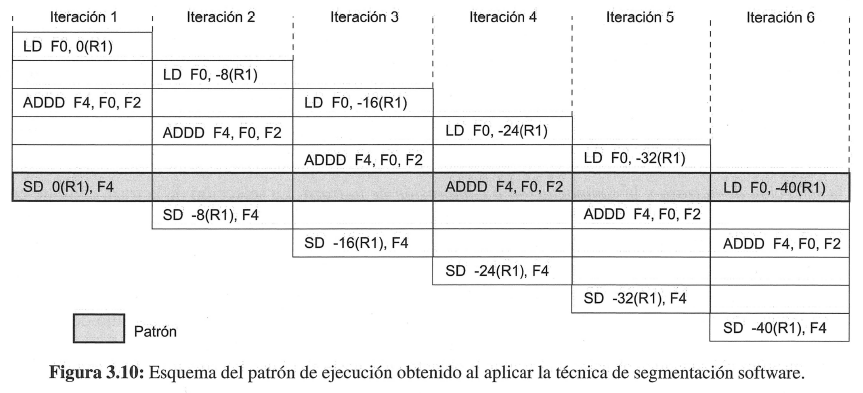 Iteración 1 Iteración 2 Iteración 3 Iteración 4 Iteración 5 Iteración 6
LD F0, 0(R1)
LD F0, -8(R1)
ADDD F4, F0, F2 LD F0, -16(R1)
ADDD F4, F0, F2 LD F0, -24(R1)
ADDD F4, F0, F2 LD F0, -32(R1)
SD 0(R1), F4 ADDD F4, F0, F2 LD F0, -40(R1)
SD -8(R1), F4 ADDD F4, F0, F2
SD -16(R1), F4 ADDD F4, F0, F2
SD -24(R1), F4
SD -32(R1), F4
SD -40(R1), F4
Patrón
Figura 3.10: Esquema del patrón de ejecución obtenido al aplicar la técnica de segmentación software.